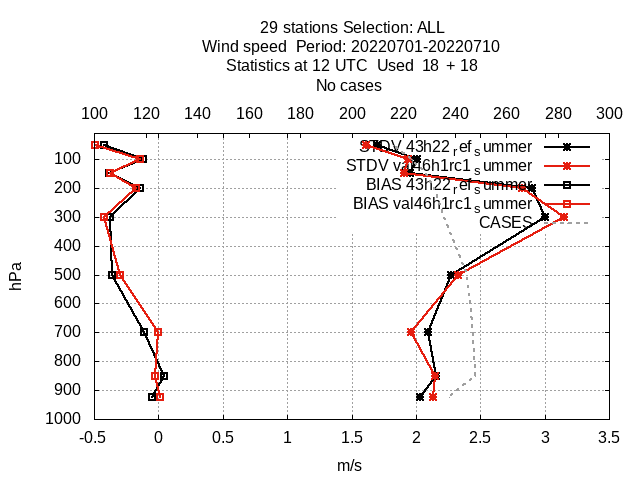 29 stations Selection: ALL
Wind speed  Period: 20220701-20220710
Statistics at 12 UTC  Used  18  + 18
No cases
100 120 140 160 180 200 220 240 260 280 300
STDV 43h22_ref_summer
100
STDV val46h1rc1_summer
BIAS 43h22_ref_summer
200
BIAS val46h1rc1_summer
300
CASES
400
hPa
500
600
700
800
900
1000
-0.5 0 0.5 1 1.5 2 2.5 3 3.5
m/s